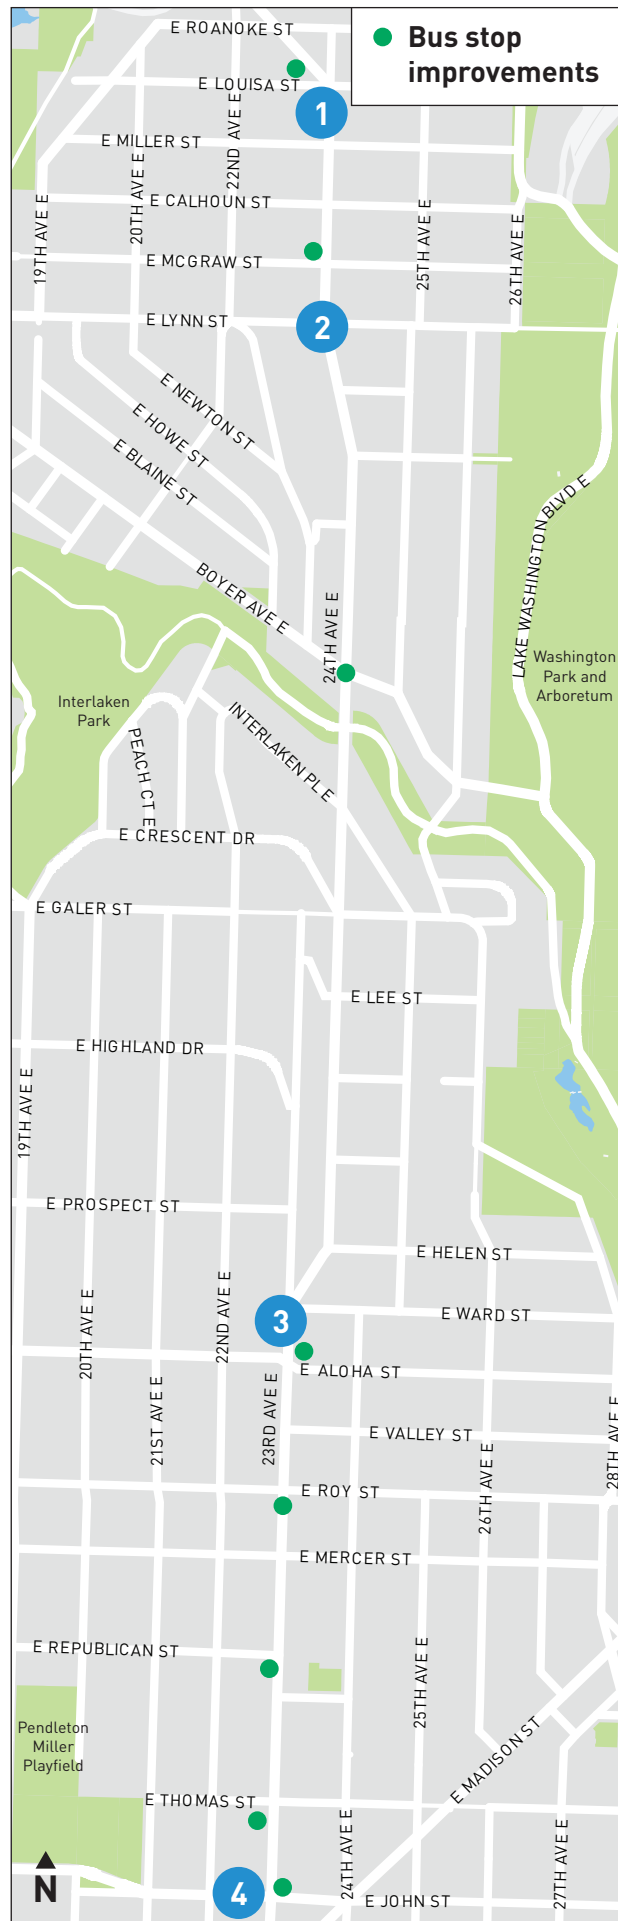 E ROANOKE ST
Bus stop
improvements
E LOUISA ST
1
E MILLER ST
22ND AVE E
20TH AVE E
E CALHOUN ST
19TH AVE E
25TH AVE E
26TH AVE E
E MCGRAW ST
E LYNN ST
2
E NEWTON ST
E HOWE ST
E BLAINE ST
LAKE WASHINGTON BLVD E
BOYER AVE E
24TH AVE E
Washington
Park and
Arboretum
Interlaken
Park
INTERLAKEN PL E
PEACH CT E
E CRESCENT DR
E GALER ST
E LEE ST
E HIGHLAND DR
19TH AVE E
E PROSPECT ST
E HELEN ST
3
E WARD ST
20TH AVE E
22ND AVE E
E ALOHA ST
21ST AVE E
23RD AVE E
E VALLEY ST
28TH AVE E
26TH AVE E
E ROY ST
E MERCER ST
E REPUBLICAN ST
25TH AVE E
Pendleton
Miller
Playfield
E MADISON ST
E THOMAS ST
24TH AVE E
27TH AVE E
N
4
E JOHN ST